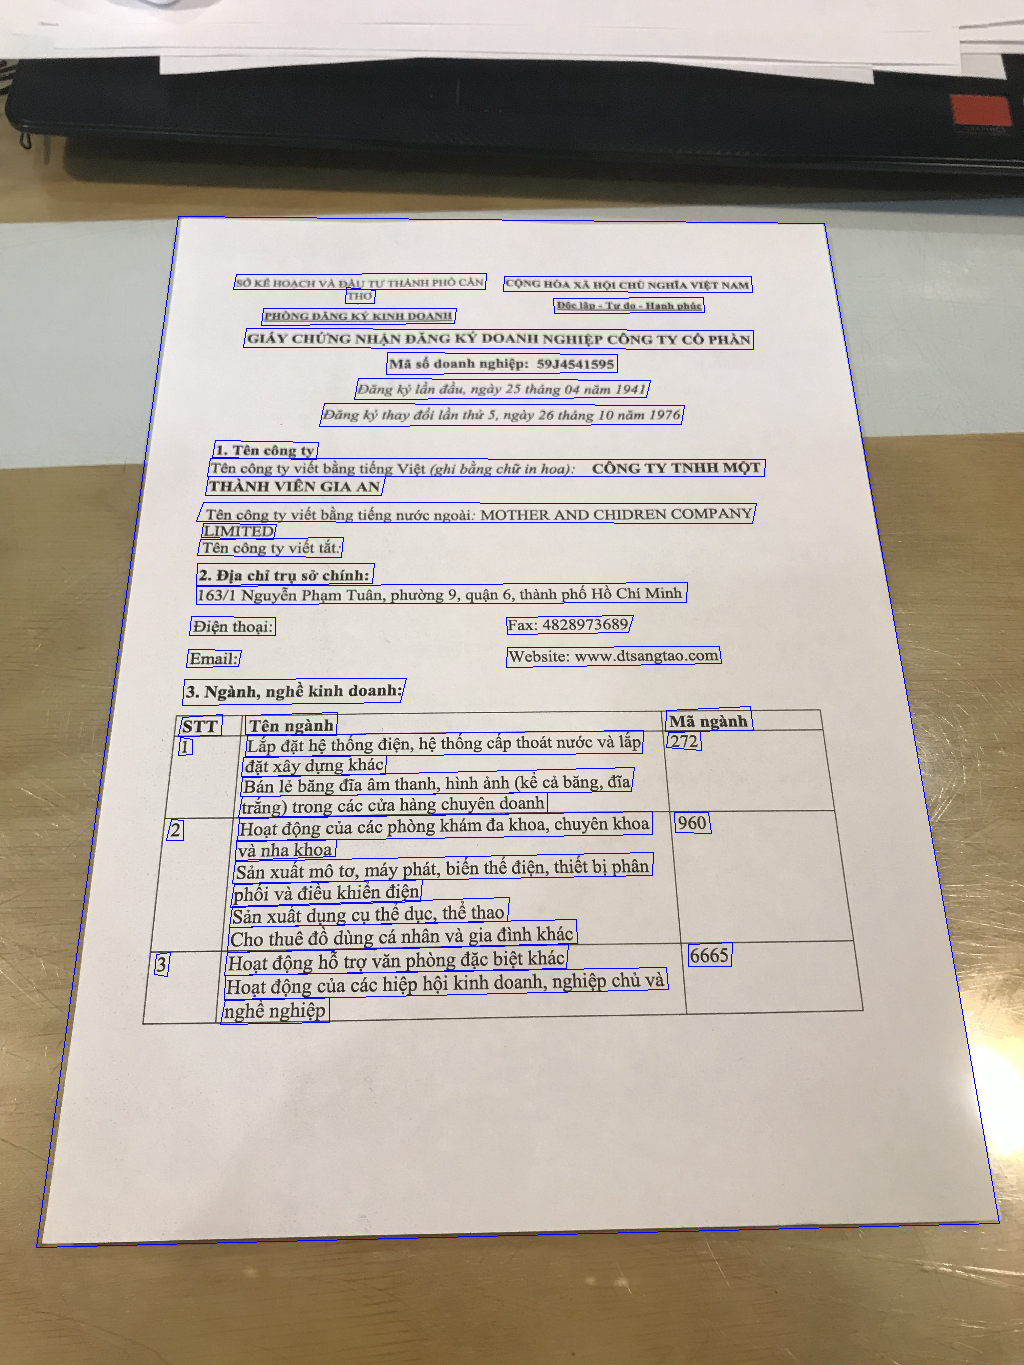 SỞ KẾ HOẠCH VÀ ĐẦU TƯ THÀNH PHỐ CẦN
THƠ
CỘNG HÒA XÃ HỘI CHỦ NGHĨA VIỆT NAM
Độc lập - Tự do - Hạnh phúc
PHÒNG ĐĂNG KÝ KINH DOANH
GIẤY CHỨNG NHẬN ĐĂNG KÝ DOANH NGHIỆP CÔNG TY CỔ PHẦN
Mã số doanh nghiệp: 59J4541595
Đăng ký lần đầu, ngày 25 tháng 04 năm 1941
Đăng ký thay đổi lần thứ 5, ngày 26 tháng 10 năm 1976
1. Tên công ty
Tên công ty viết bằng tiếng Việt (ghi bằng chữ in hoa): CÔNG TY TNHH MỘT
THÀNH VIÊN GIA AN
Tên công ty viết bằng tiếng nước ngoài: MOTHER AND CHIDREN COMPANY
LIMITED
Tên công ty viết tắt:
2. Địa chỉ trụ sở chính:
163/1 Nguyễn Phạm Tuân, phường 9, quận 6, thành phố Hồ Chí Minh
Điện thoại: Fax: 4828973689
Email: Website: www.dtsangtao.com
3. Ngành, nghề kinh doanh:
STT Tên ngành Mã ngành
1 Lắp đặt hệ thống điện, hệ thống cấp thoát nước và lắp 272
đặt xây dựng khác
Bán lẻ băng đĩa âm thanh, hình ảnh (kể cả băng, đĩa
trắng) trong các cửa hàng chuyên doanh
2 Hoạt động của các phòng khám đa khoa, chuyên khoa 960
và nha khoa
Sản xuất mô tơ, máy phát, biến thế điện, thiết bị phân
phối và điều khiển điện
Sản xuất dụng cụ thể dục, thể thao
Cho thuê đồ dùng cá nhân và gia đình khác
3 Hoạt động hỗ trợ văn phòng đặc biệt khác 6665
Hoạt động của các hiệp hội kinh doanh, nghiệp chủ và
nghề nghiệp